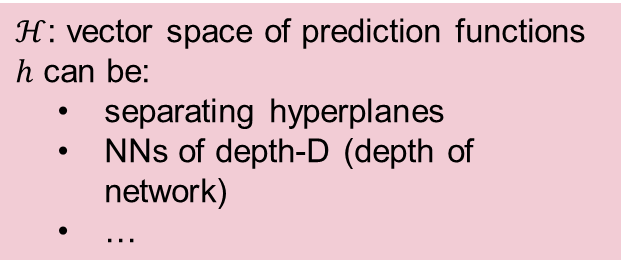 ℋ: vector space of prediction functions
ℎ can be:
• separating hyperplanes
• NNs of depth-D (depth of
network)
• …